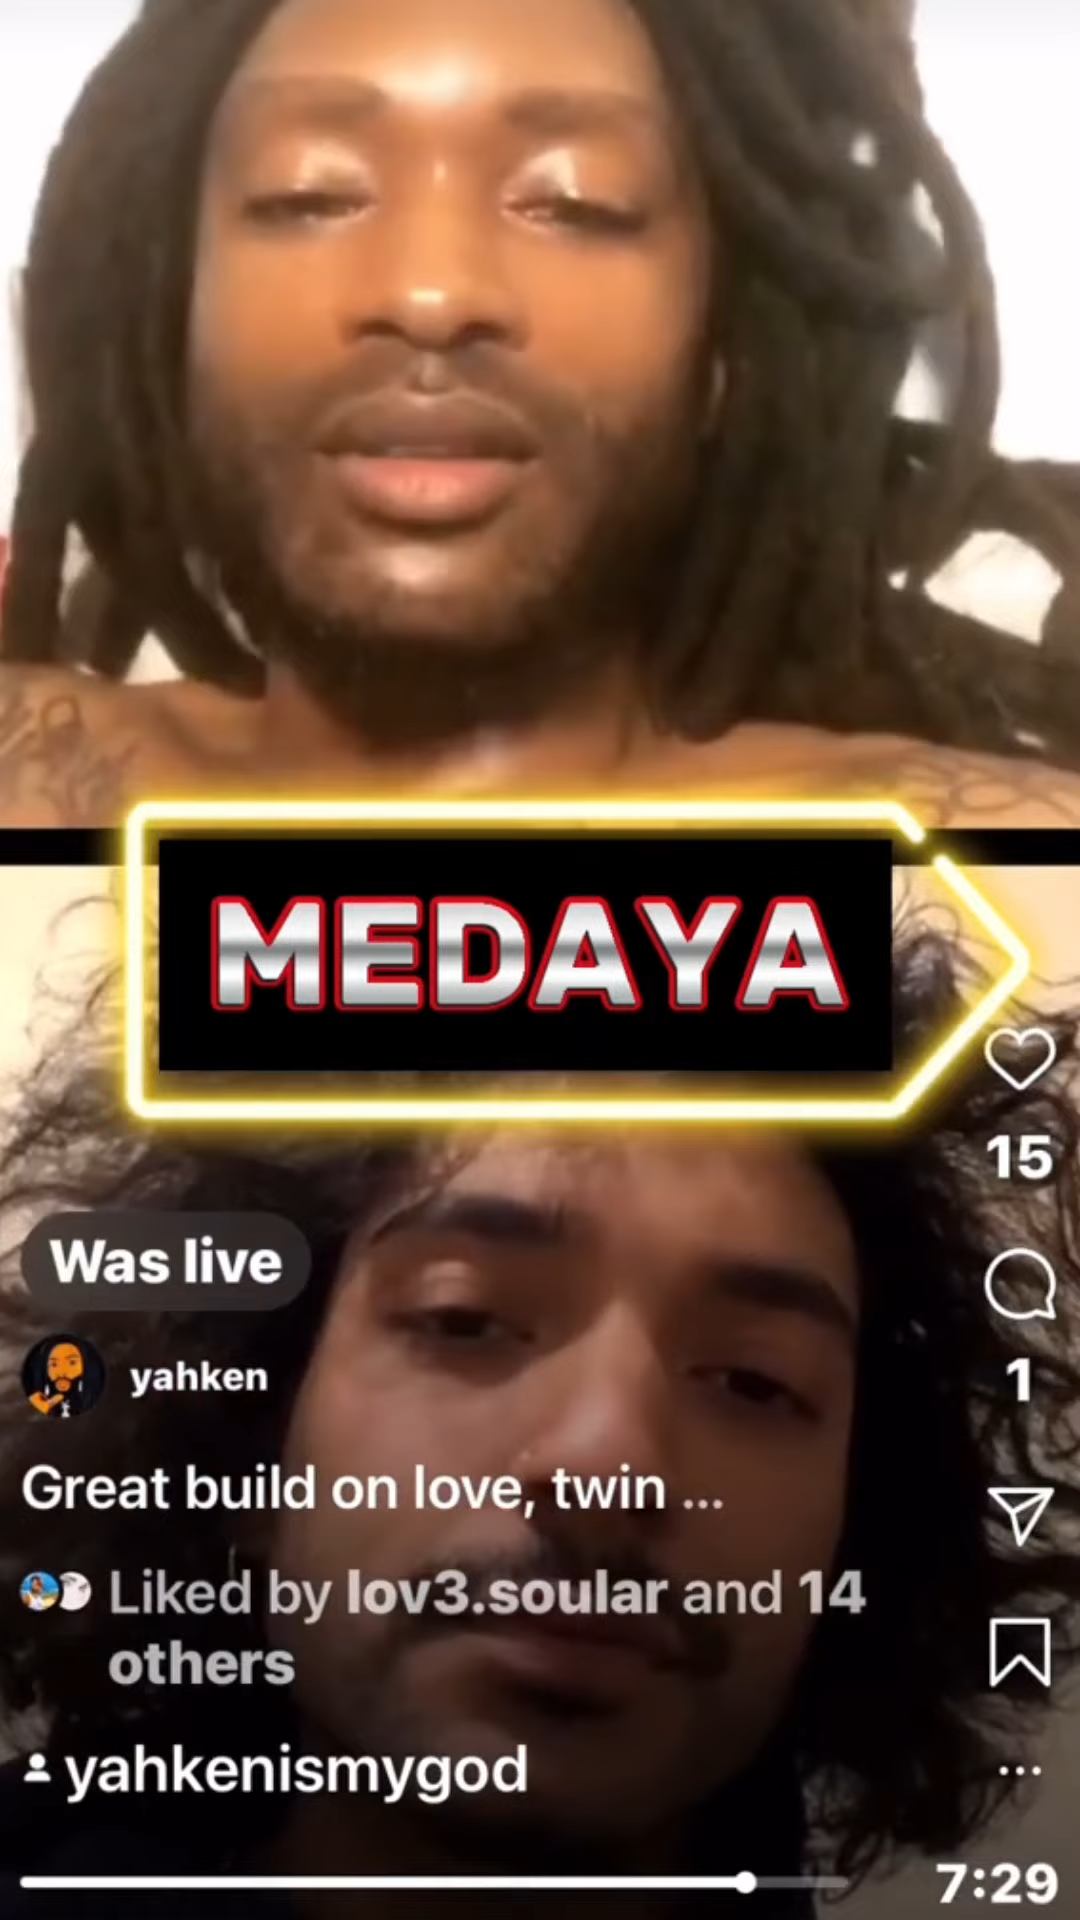 MEDAYA
15
Was live
yahken
1
Great build on love, twin ...
Liked by lov3.soular and 14
others
yahkenismygod
7:29